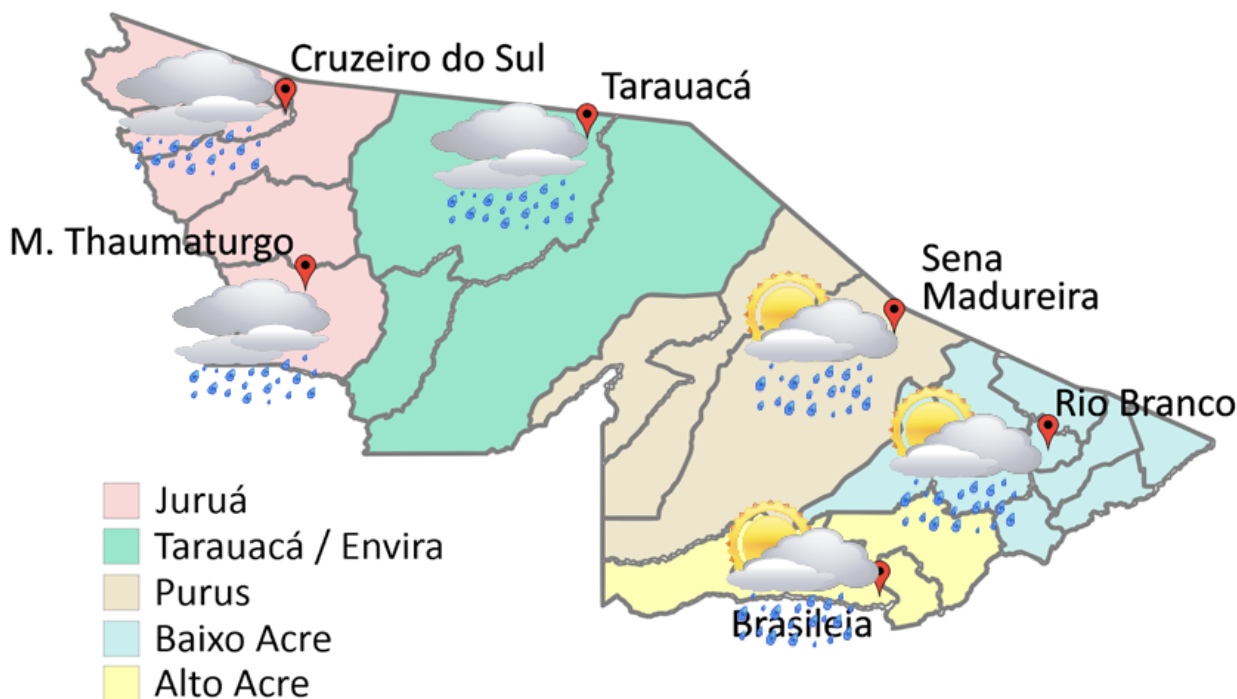 Cruzeiro do Sul
Tarauacá
M. Thaumaturgo
Sena
Madureira
Rio Branco
Brasileia
Juruá
Tarauacá / Envira
Purus
Baixo Acre
Alto Acre